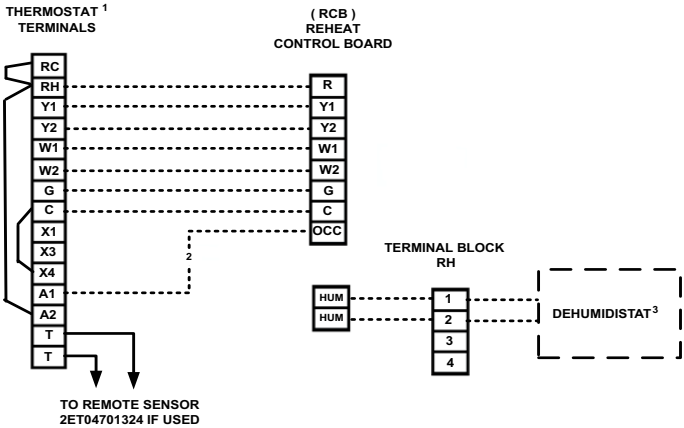 THERMOSTAT 1
TERMINALS
RC
RH
Y1
Y2
W1
W2
G
C
X1
X3
X4
A1
A2
T
T
TO REMOTE SENSOR
2ET04701324 IF USED
2
( RCB )
REHEAT
CONTROL BOARD
R
Y1
Y2
W1
W2
G
C
OCC
HUM
HUM
TERMINAL BLOCK
RH
1
2
3
4
DEHUMIDISTAT3